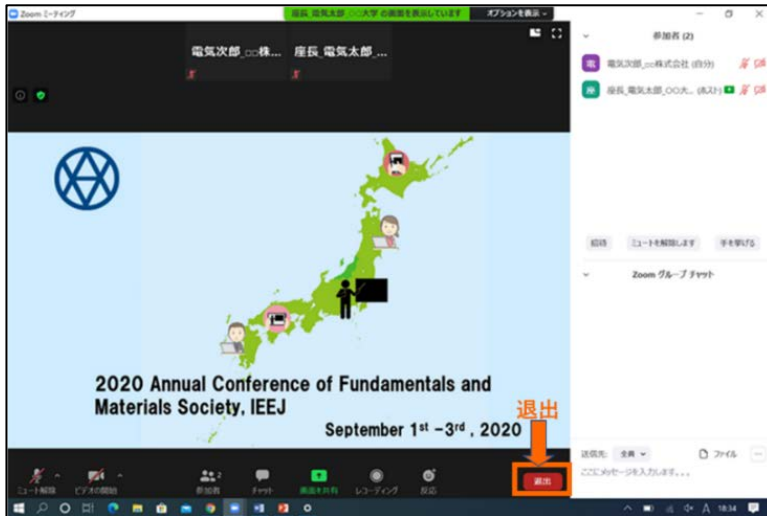 Zoom ミーティング
座長_電気太郎_○○大学 の画面を表示しています
オプションを表示
電気次郎_□□株...
座長_電気太郎_...
参加者 (2)
電 電気次郎_□□株式会社 (自分)
座 座長_電気太郎_○○大... (ホスト)
招待
ミュートを解除します
手を挙げる
Zoom グループ チャット
2020 Annual Conference of Fundamentals and
Materials Society, IEEJ
September 1st -3rd , 2020
退出
送信先: 全員
ファイル
ここにメッセージを入力します...
ミュート解除
ビデオの開始
2
参加者
チャット
画面を共有
レコーディング
反応
退出
A 18:34